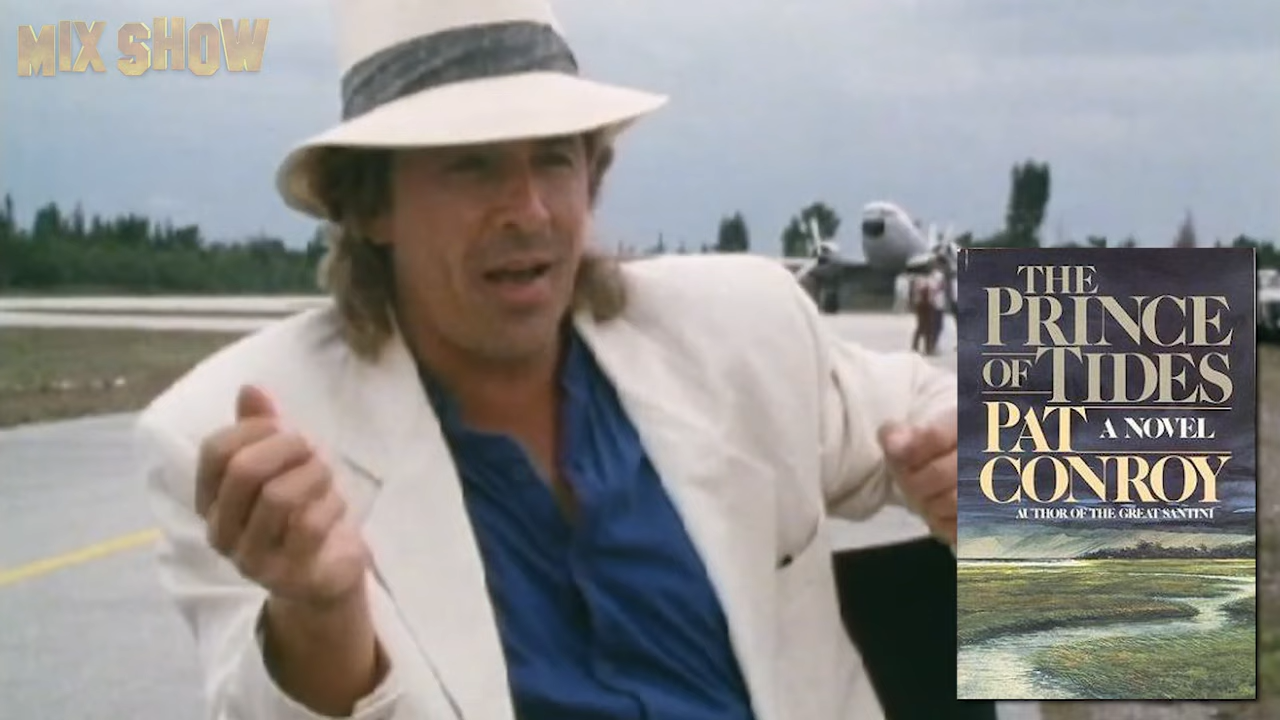 MIX SHOW
THE
PRINCE
OF TIDES
PAT A NOVEL
CONROY
AUTHOR OF THE GREAT SANTINI